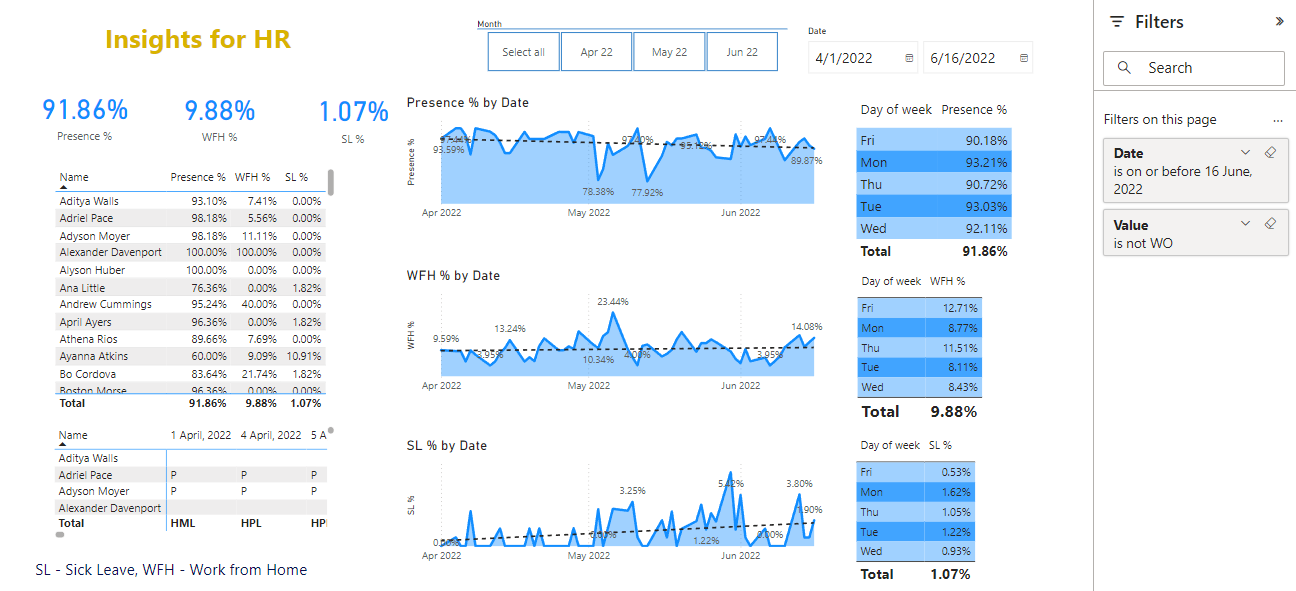 Insights for HR
Month
Select all Apr 22 May 22 Jun 22
Date
4/1/2022 6/16/2022
91.86% 9.88% 1.07%
Presence % WFH % SL %
Name Presence % WFH % SL %
Aditya Walls 93.10% 7.41% 0.00%
Adriel Pace 98.18% 5.56% 0.00%
Adyson Moyer 98.18% 11.11% 0.00%
Alexander Davenport 100.00% 100.00% 0.00%
Alyson Huber 100.00% 0.00% 0.00%
Ana Little 76.36% 0.00% 1.82%
Andrew Cummings 95.24% 40.00% 0.00%
April Ayers 96.36% 0.00% 1.82%
Athena Rios 89.66% 7.69% 0.00%
Ayanna Atkins 60.00% 9.09% 10.91%
Bo Cordova 83.64% 21.74% 1.82%
Boston Morse 96.36% 0.00% 0.00%
Total 91.86% 9.88% 1.07%
Name 1 April, 2022 4 April, 2022 5 A
Aditya Walls
Adriel Pace P P P
Adyson Moyer P P P
Alexander Davenport
Total HML HPL HPI
SL - Sick Leave, WFH - Work from Home
Presence % by Date
Presence %
97.44%
93.59%
78.38%
97.40%
77.92%
95.18%
97.44%
89.87%
Apr 2022 May 2022 Jun 2022
WFH % by Date
WFH %
9.59%
3.95%
13.24%
10.34%
23.44%
4.00%
3.95%
14.08%
Apr 2022 May 2022 Jun 2022
SL % by Date
SL %
0.00%
3.25%
1.22%
5.42%
0.00%
3.80%
1.90%
Apr 2022 May 2022 Jun 2022
Day of week Presence %
Fri 90.18%
Mon 93.21%
Thu 90.72%
Tue 93.03%
Wed 92.11%
Total 91.86%
Day of week WFH %
Fri 12.71%
Mon 8.77%
Thu 11.51%
Tue 8.11%
Wed 8.43%
Total 9.88%
Day of week SL %
Fri 0.53%
Mon 1.62%
Thu 1.05%
Tue 1.22%
Wed 0.93%
Total 1.07%
Filters
Search
Filters on this page
...
Date
is on or before 16 June,
2022
Value
is not WO